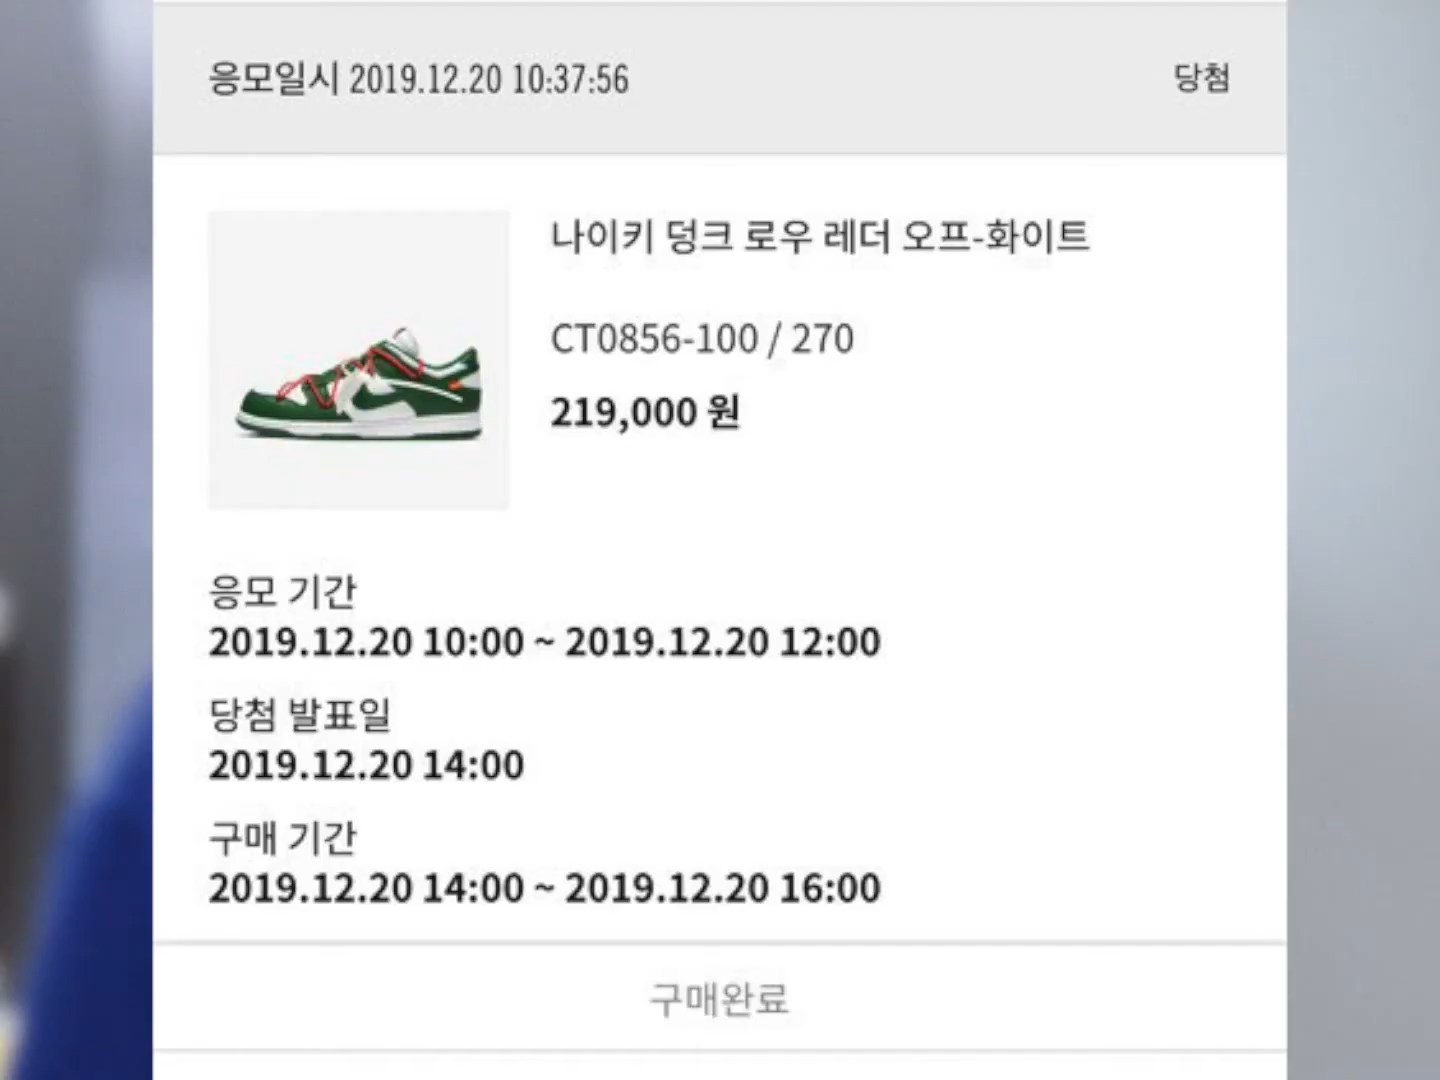 응모일시 2019.12.20 10:37:56 당첨
나이키 덩크 로우 레더 오프-화이트
CT0856-100 / 270
219,000 원
응모 기간
2019.12.20 10:00 ~ 2019.12.20 12:00
당첨 발표일
2019.12.20 14:00
구매 기간
2019.12.20 14:00 ~ 2019.12.20 16:00
구매완료